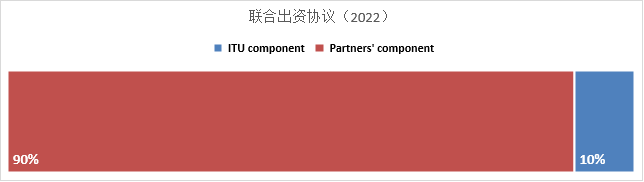 联合出资协议（2022）
ITU component Partners' component
90% 10%